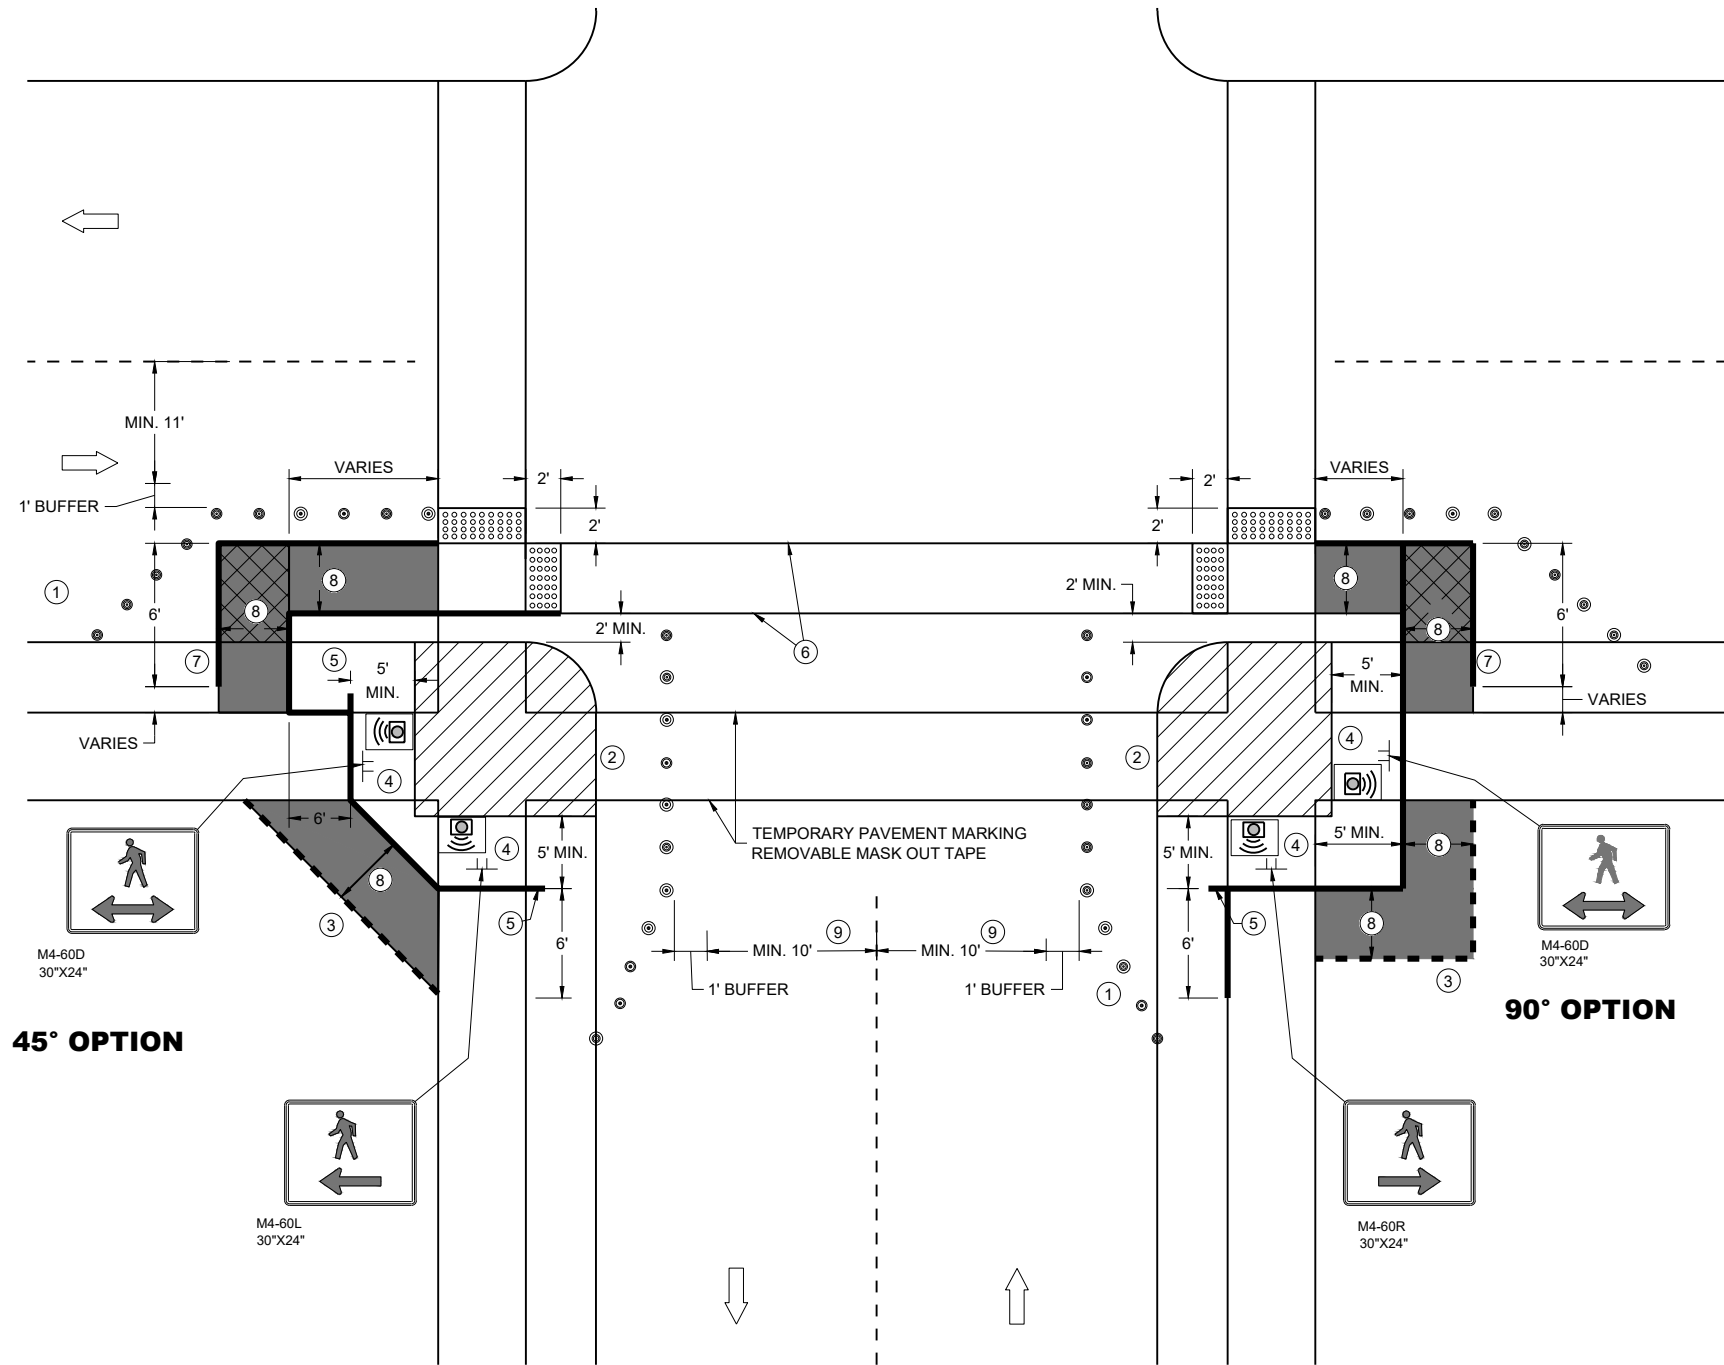 MIN. 11'
VARIES
2'
2'
2'
2'
VARIES
1' BUFFER
8
8
1
6'
8
2' MIN.
2' MIN.
6'
8
7
5
5'
MIN.
6
5'
MIN.
7
VARIES
VARIES
4
2
2
4
6'
TEMPORARY PAVEMENT MARKING
REMOVABLE MASK OUT TAPE
4
5' MIN.
5' MIN.
4
5' MIN.
8
8
3
5
6'
9
MIN. 10'
9
MIN. 10'
6'
5
8
M4-60D
30"X24"
M4-60D
30"X24"
1' BUFFER
1' BUFFER
1
3
45° OPTION
90° OPTION
M4-60L
30"X24"
M4-60R
30"X24"